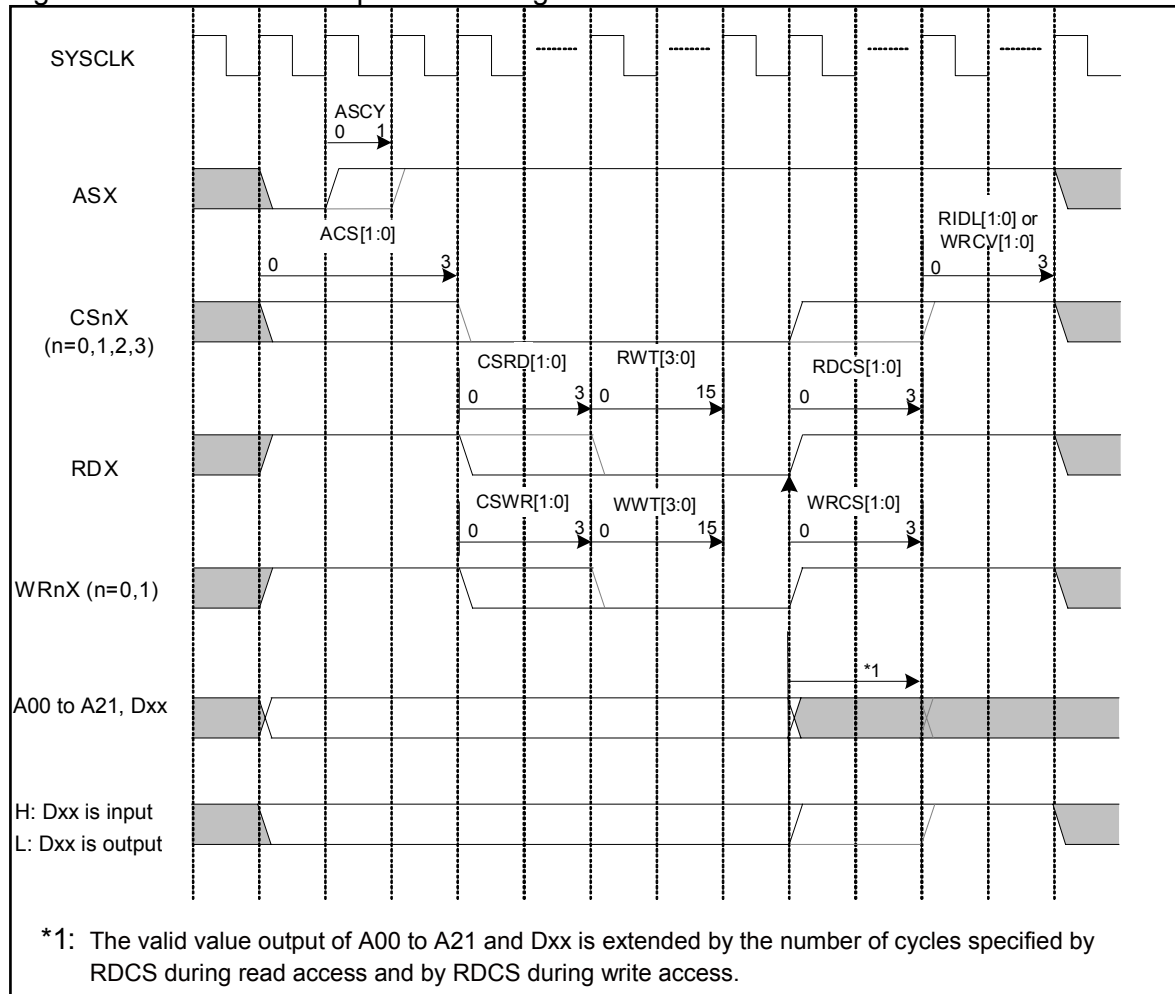 SYSCLK
ASCY
0 1
ASX
ACS[1:0]
0 3
RIDL[1:0] or
WRCV[1:0]
0 3
CSnX
(n=0,1,2,3)
CSRD[1:0] RWT[3:0] RDCS[1:0]
0 3 0 15 0 3
RDX
CSWR[1:0] WWT[3:0] WRCS[1:0]
0 3 0 15 0 3
WRnX (n=0,1)
*1
A00 to A21, Dxx
H: Dxx is input
L: Dxx is output
*1: The valid value output of A00 to A21 and Dxx is extended by the number of cycles specified by
RDCS during read access and by RDCS during write access.